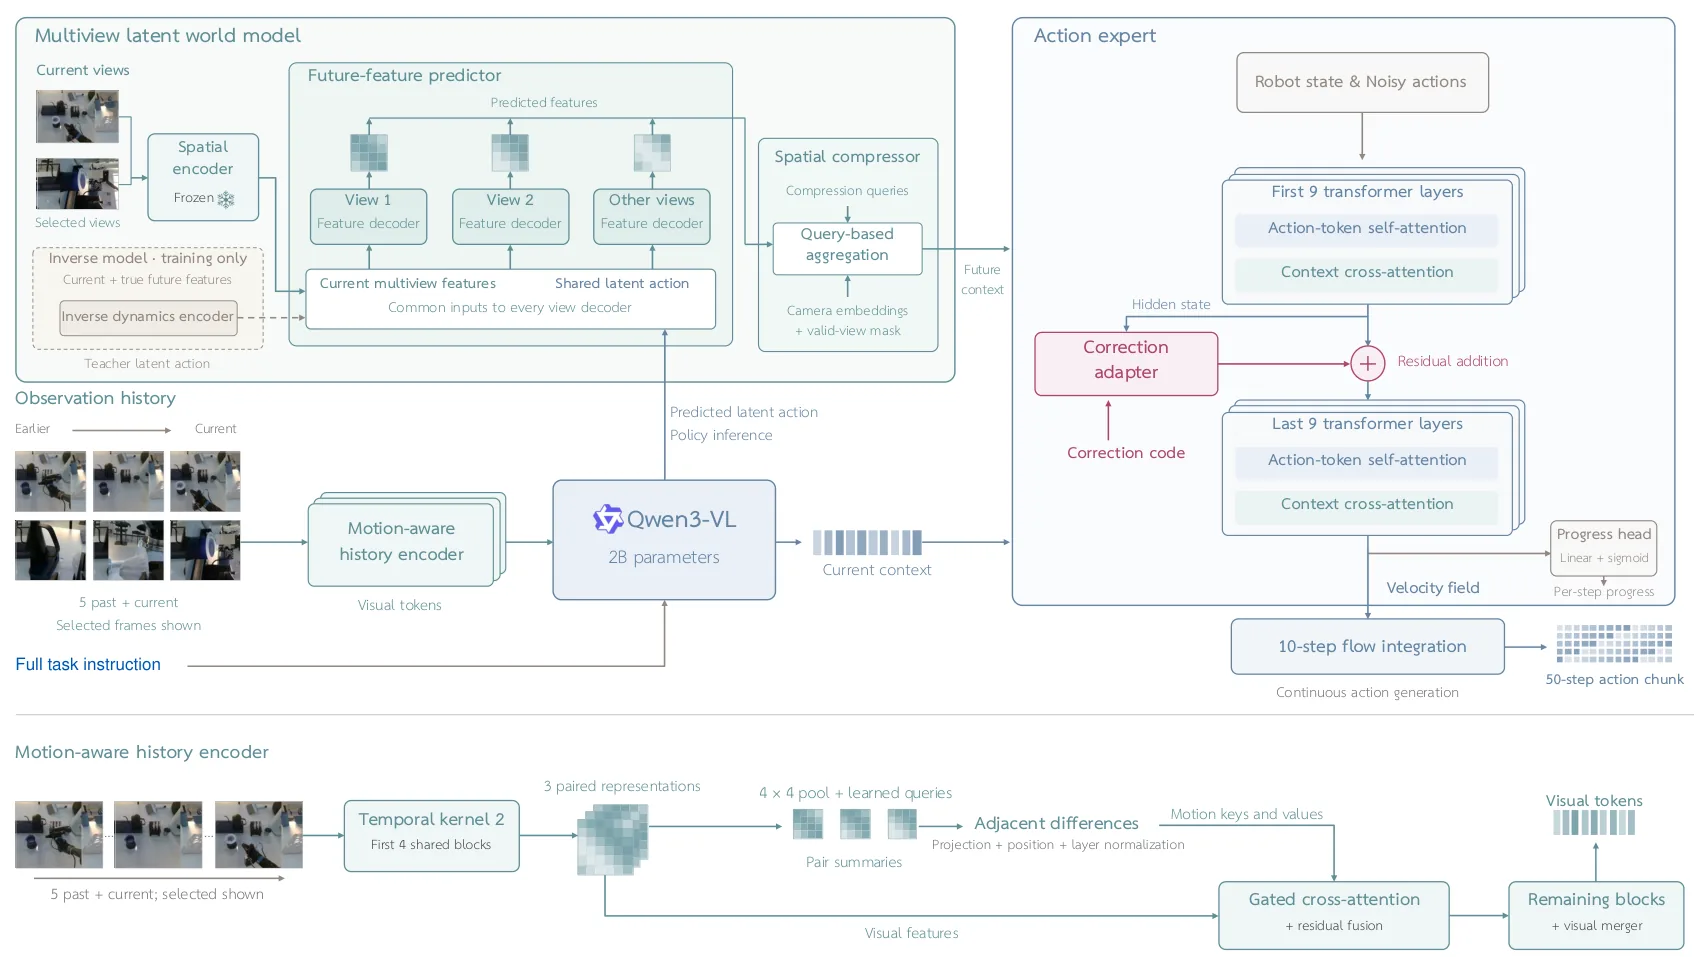 Multiview latent world model
Current views
Selected views
Spatial
encoder
Frozen
Inverse model · training only
Current + true future features
Inverse dynamics encoder
Teacher latent action
Future-feature predictor
Predicted features
View 1
Feature decoder
View 2
Feature decoder
Other views
Feature decoder
Current multiview features
Shared latent action
Common inputs to every view decoder
Spatial compressor
Compression queries
Query-based
aggregation
Camera embeddings
+ valid-view mask
Future
context
Action expert
Robot state & Noisy actions
First 9 transformer layers
Action-token self-attention
Context cross-attention
Hidden state
Correction
adapter
Residual addition
Correction code
Last 9 transformer layers
Action-token self-attention
Context cross-attention
Progress head
Linear + sigmoid
Per-step progress
Velocity field
10-step flow integration
Continuous action generation
50-step action chunk
Observation history
Earlier
Current
5 past + current
Selected frames shown
Motion-aware
history encoder
Visual tokens
Predicted latent action
Policy inference
Qwen3-VL
2B parameters
Current context
Full task instruction
Motion-aware history encoder
5 past + current; selected shown
Temporal kernel 2
First 4 shared blocks
3 paired representations
4 × 4 pool + learned queries
Pair summaries
Adjacent differences
Projection + position + layer normalization
Motion keys and values
Visual features
Gated cross-attention
+ residual fusion
Remaining blocks
+ visual merger
Visual tokens